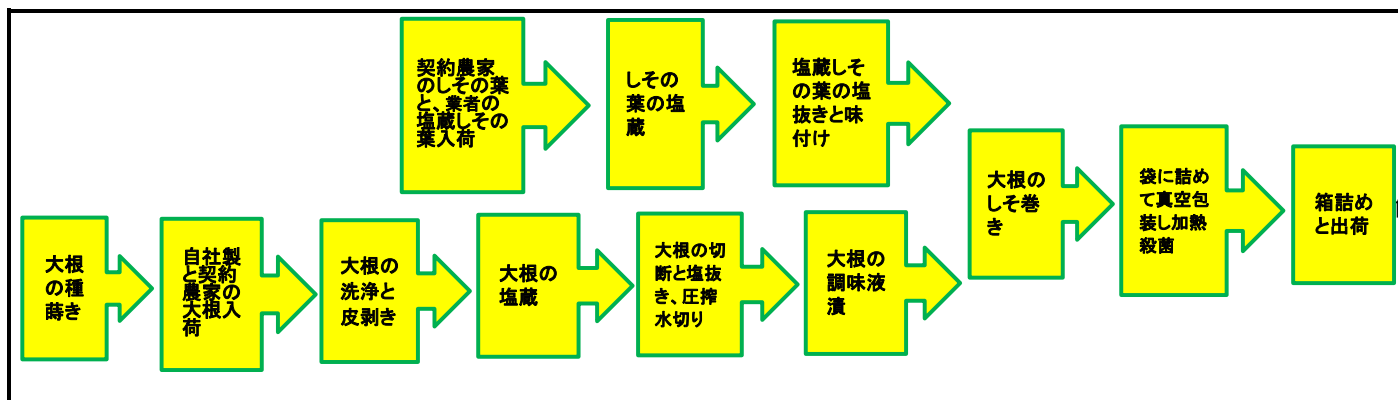 契約農家
のしその葉
と、業者の
塩蔵しその
葉入荷
しその
葉の塩
蔵
塩蔵しそ
の葉の塩
抜きと味
付け
大根の
しそ巻
き
袋に詰め
て真空包
装し加熱
殺菌
箱詰め
と出荷
大根
の種
蒔き
自社製
と契約
農家の
大根入
荷
大根の
洗浄と
皮剥き
大根の
塩蔵
大根の切
断と塩抜
き、圧搾
水切り
大根の
調味液
漬